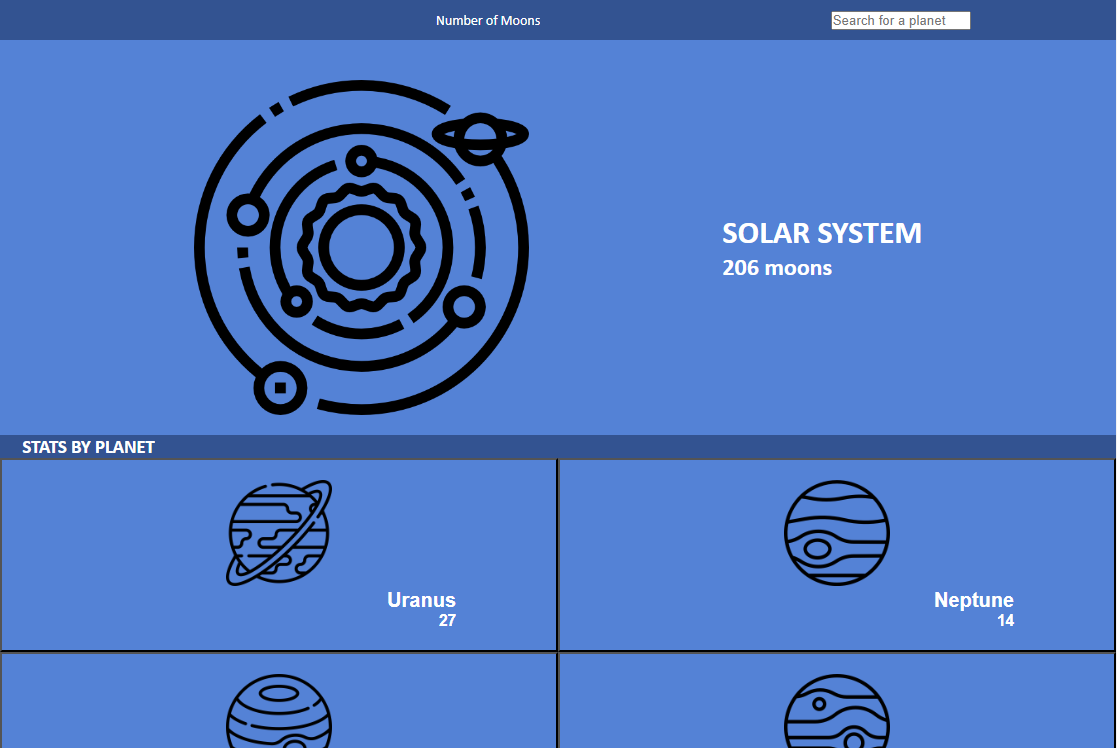 Number of Moons
Search for a planet
SOLAR SYSTEM
206 moons
STATS BY PLANET
Uranus
27
Neptune
14